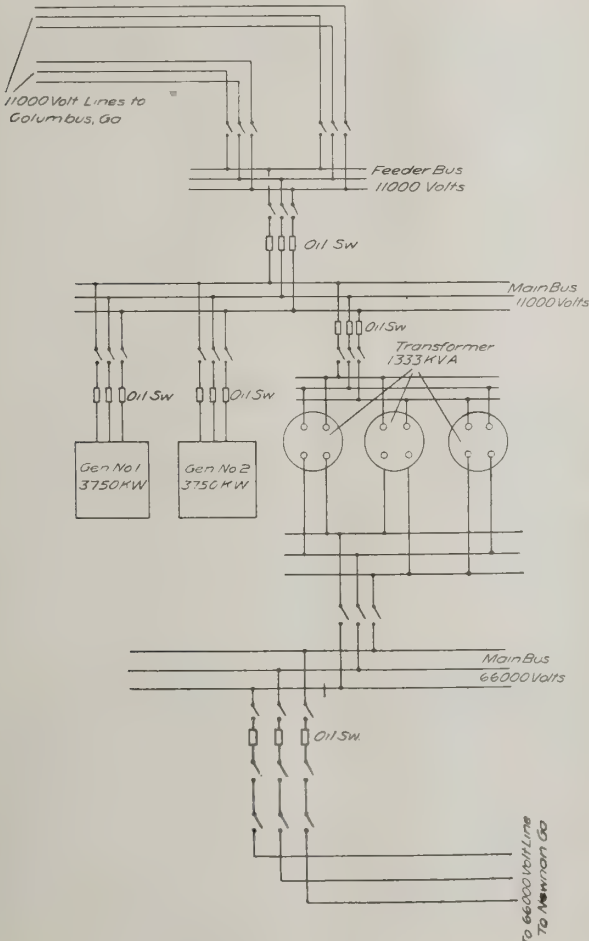 11000 Volt Lines to
Columbus, Ga
Feeder Bus
11000 Volts
Oil Sw
Main Bus
11000 Volts
Oil Sw
Transformer
1333 KVA
Oil Sw
Oil Sw
Gen No 1
3750 KW
Gen No 2
3750 KW
Main Bus
66000 Volts
Oil Sw.
To 66000 Volt Line
To Newnan Ga